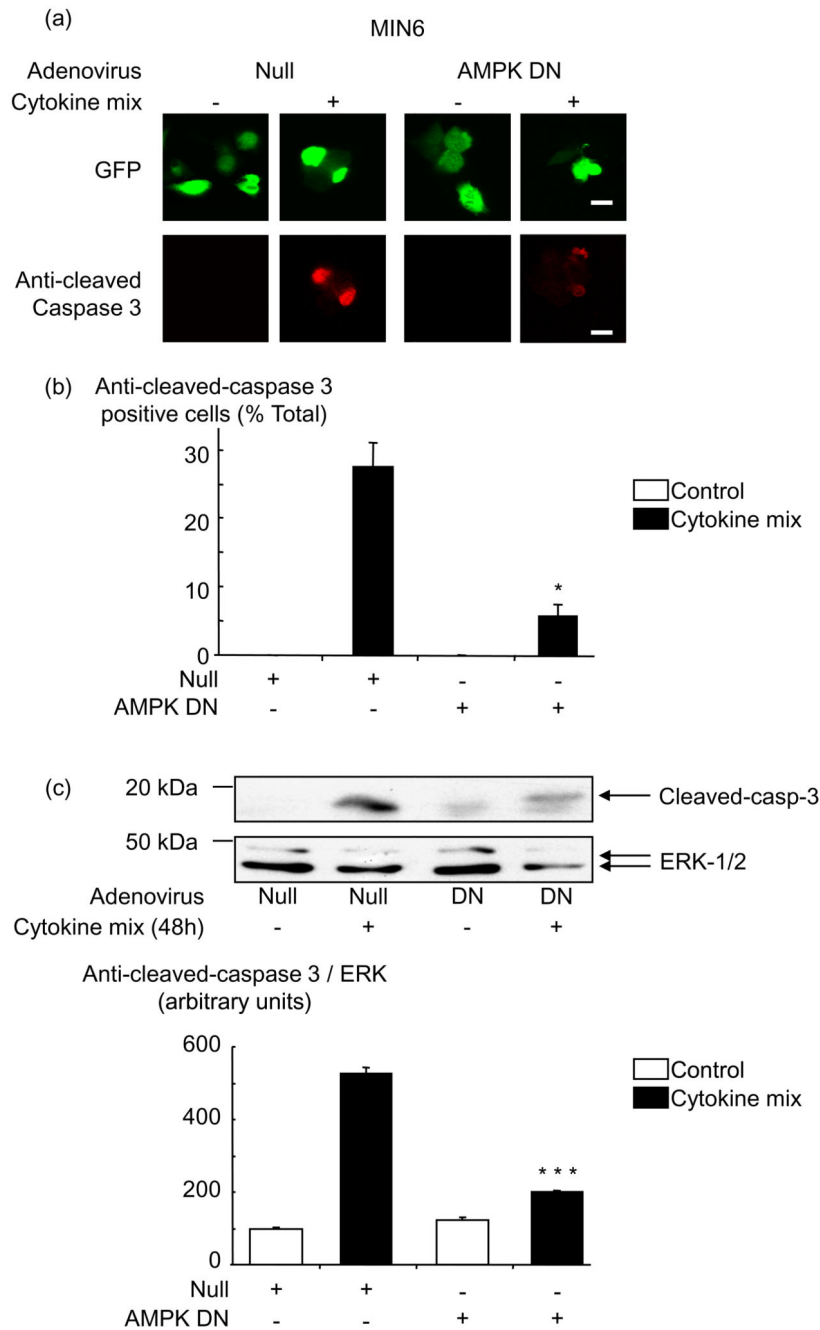 (a)
MIN6
Adenovirus Null AMPK DN
Cytokine mix - + - +
GFP
Anti-cleaved
Caspase 3
(b) Anti-cleaved-caspase 3
positive cells (% Total)
30
20
10
0
Control
Cytokine mix
*
Null + + - -
AMPK DN - - + +
(c)
20 kDa
Cleaved-casp-3
50 kDa
ERK-1/2
Adenovirus Null Null DN DN
Cytokine mix (48h) - + - +
Anti-cleaved-caspase 3 / ERK
(arbitrary units)
600
400
200
0
Control
Cytokine mix
* * *
Null + + - -
AMPK DN - - + +